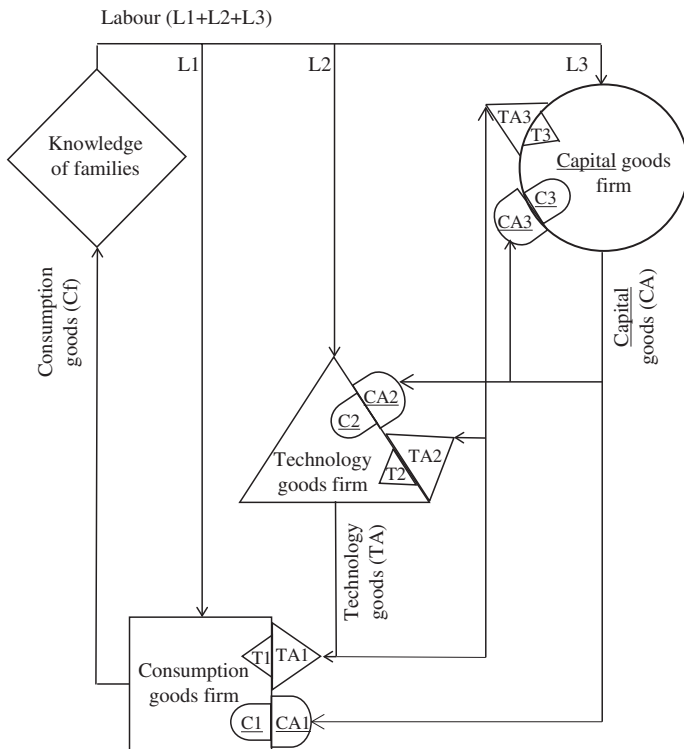 Labour (L1+L2+L3)
L1
L2
L3
Knowledge
of families
TA3
T3
Capital goods
firm
C3
CA3
Consumption
goods (Cf)
Capital
goods (CA)
CA2
C2
Technology
goods firm
TA2
T2
Technology
goods (TA)
Consumption
goods firm
T1
TA1
C1
CA1